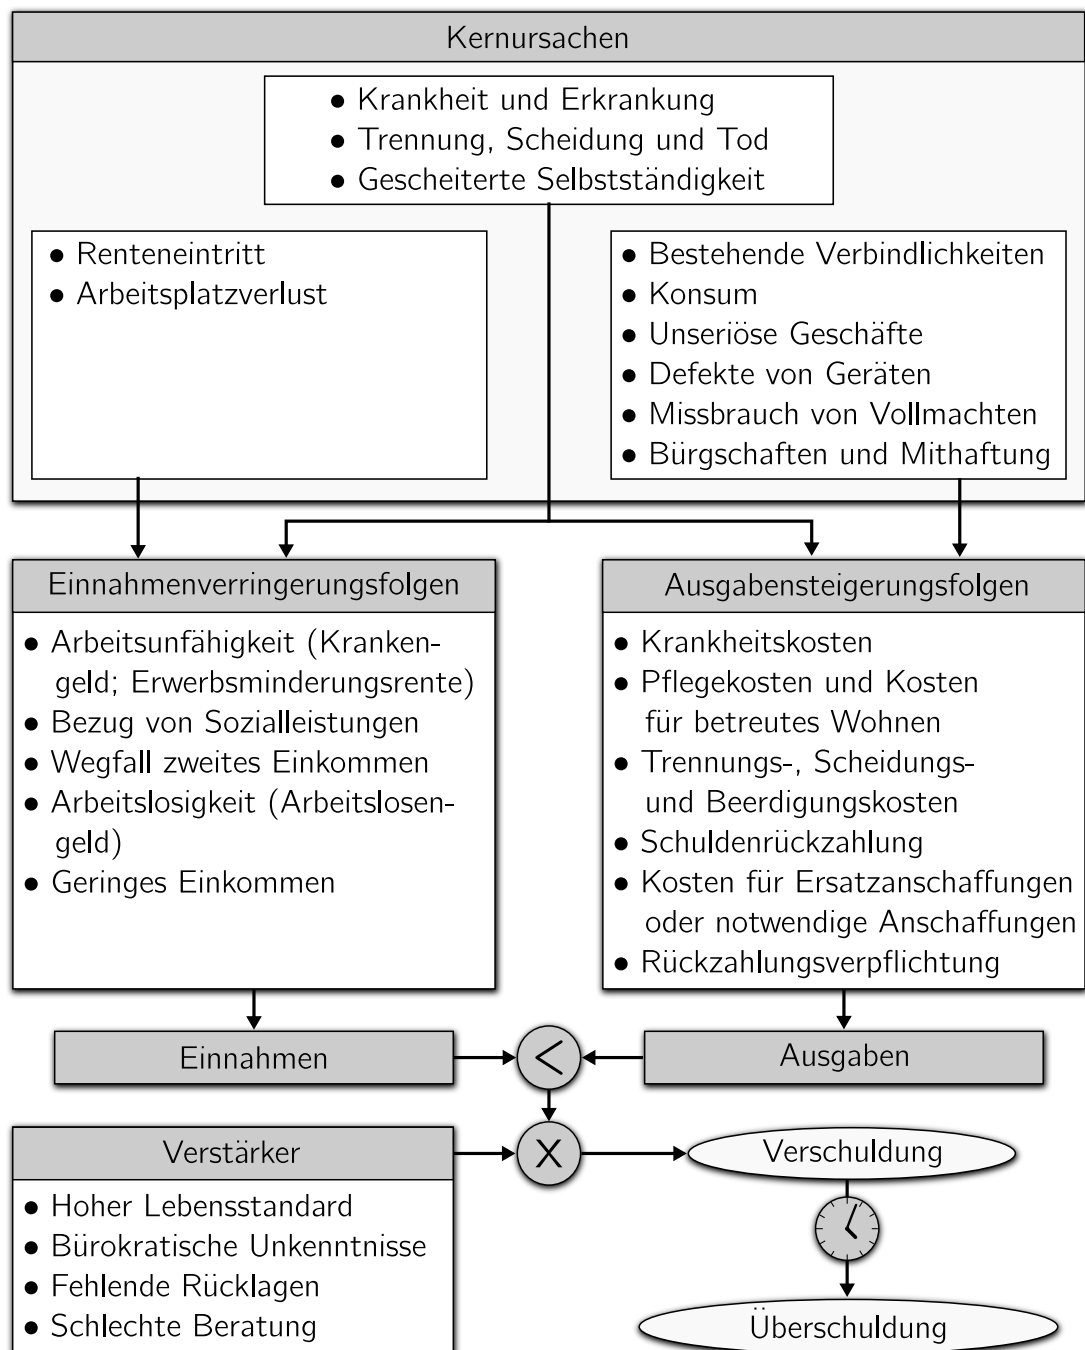 Kernursachen
• Krankheit und Erkrankung
• Trennung, Scheidung und Tod
• Gescheiterte Selbstständigkeit
• Renteneintritt
• Arbeitsplatzverlust
• Bestehende Verbindlichkeiten
• Konsum
• Unseriöse Geschäfte
• Defekte von Geräten
• Missbrauch von Vollmachten
• Bürgschaften und Mithaftung
Einnahmenverringerungsfolgen
• Arbeitsunfähigkeit (Kranken-
geld; Erwerbsminderungsrente)
• Bezug von Sozialleistungen
• Wegfall zweites Einkommen
• Arbeitslosigkeit (Arbeitslosen-
geld)
• Geringes Einkommen
Ausgabensteigerungsfolgen
• Krankheitskosten
• Pflegekosten und Kosten
für betreutes Wohnen
• Trennungs-, Scheidungs-
und Beerdigungskosten
• Schuldenrückzahlung
• Kosten für Ersatzanschaffungen
oder notwendige Anschaffungen
• Rückzahlungsverpflichtung
Einnahmen
<
Ausgaben
Verstärker
X
Verschuldung
• Hoher Lebensstandard
• Bürokratische Unkenntnisse
• Fehlende Rücklagen
• Schlechte Beratung
Überschuldung